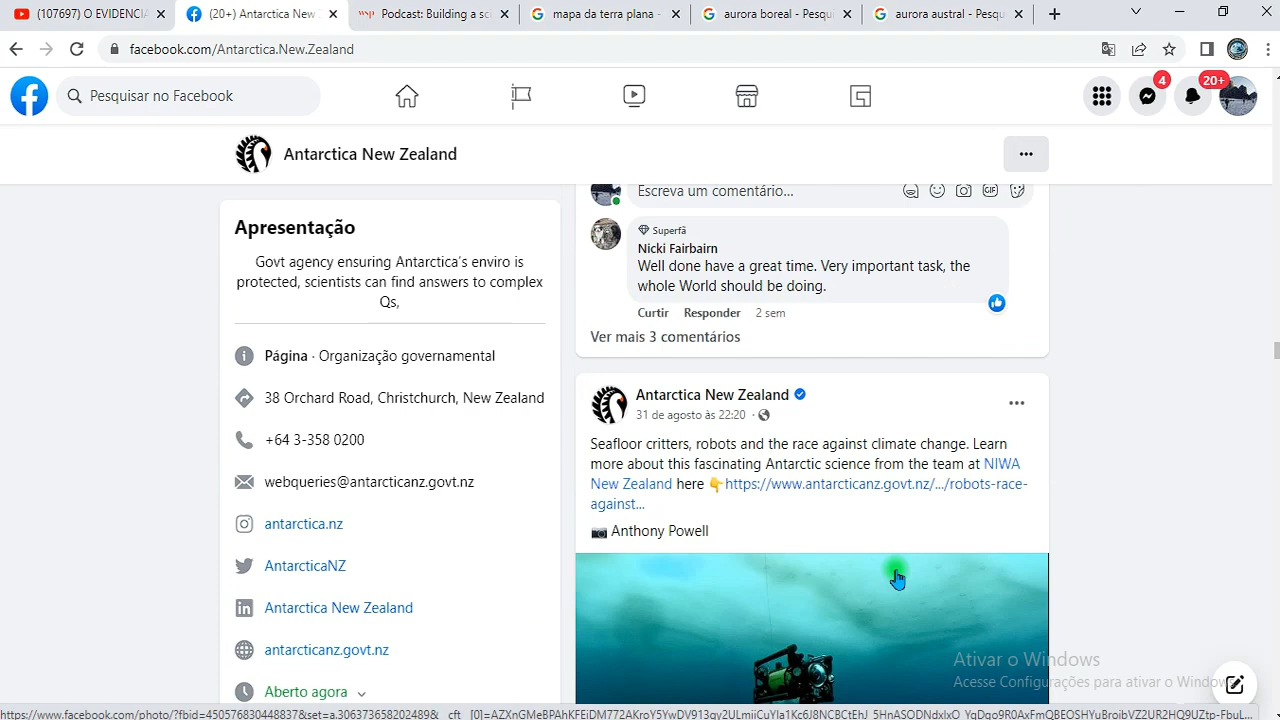 (107697) O EVIDENCIA
(20+) Antarctica New
Podcast: Building a sc
mapa da terra plana -
aurora boreal - Pesqu
aurora austral - Pesqu
facebook.com/Antarctica.New.Zealand
Pesquisar no Facebook
4
20+
Antarctica New Zealand
...
Apresentação
Govt agency ensuring Antarctica's enviro is
protected, scientists can find answers to complex
Qs,
Página · Organização governamental
38 Orchard Road, Christchurch, New Zealand
+64 3-358 0200
webqueries@antarcticanz.govt.nz
antarctica.nz
AntarcticaNZ
Antarctica New Zealand
antarcticanz.govt.nz
Aberto agora
Escreva um comentário...
GIF
Superfã
Nicki Fairbairn
Well done have a great time. Very important task, the
whole World should be doing.
Curtir Responder 2 sem
Ver mais 3 comentários
Antarctica New Zealand
31 de agosto às 22:20 ·
Seafloor critters, robots and the race against climate change. Learn
more about this fascinating Antarctic science from the team at NIWA
New Zealand here 👇https://www.antarcticanz.govt.nz/.../robots-race-
against...
📷 Anthony Powell
Ativar o Windows
Acesse Configurações para ativar o Windows